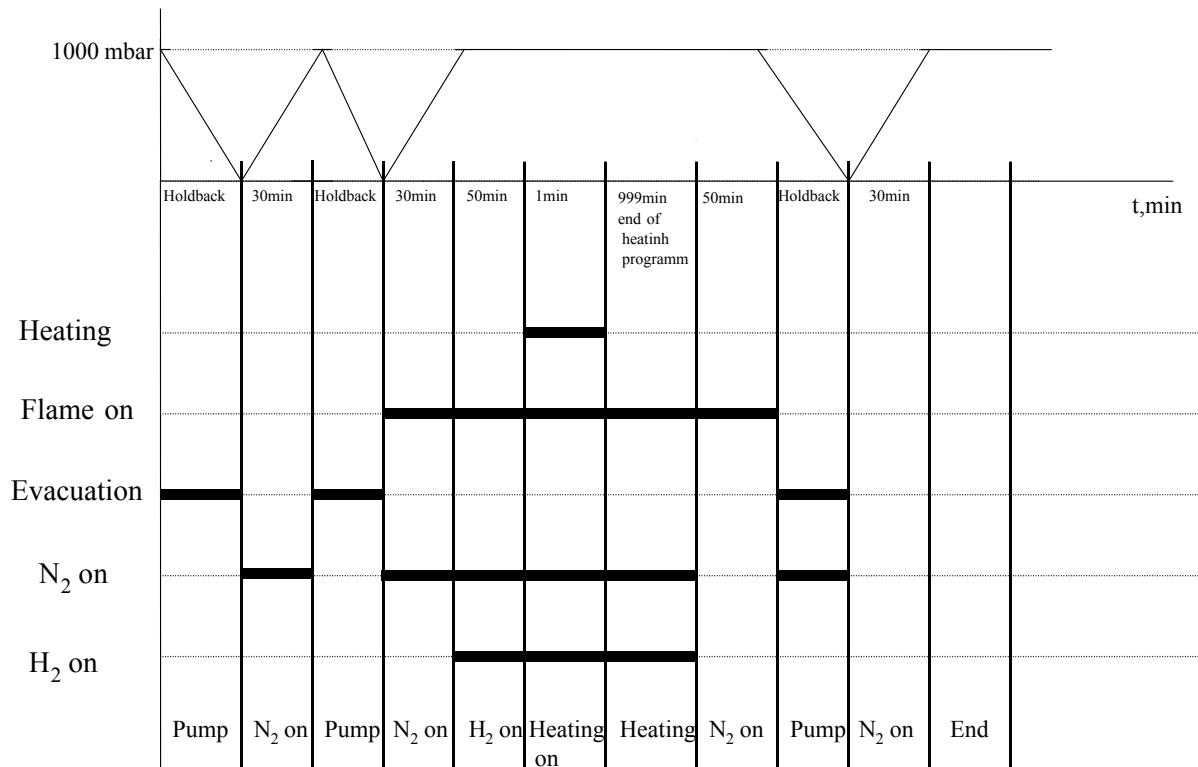 1000 mbar
Holdback 30min Holdback 30min 50min 1min 999min 50min Holdback 30min
end of
heatinh
programm
t,min
Heating
Flame on
Evacuation
N₂ on
H₂ on
Pump N₂ on Pump N₂ on H₂ on Heating Heating N₂ on Pump N₂ on End
on